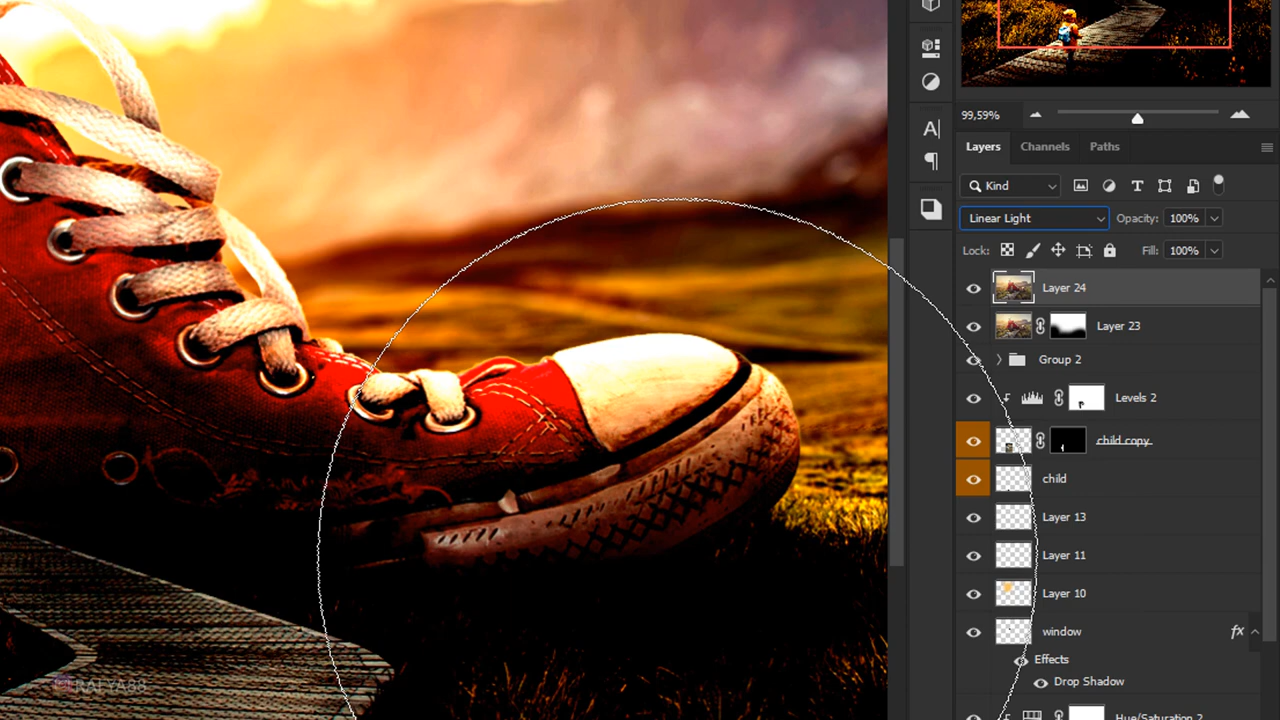 99,59%
A
Layers Channels Paths
Kind T
Linear Light Opacity: 100%
Lock: Fill: 100%
Layer 24
Layer 23
Group 2
Levels 2
child copy
child
Layer 13
Layer 11
Layer 10
window fx
Effects
Drop Shadow
Hue/Saturation 2